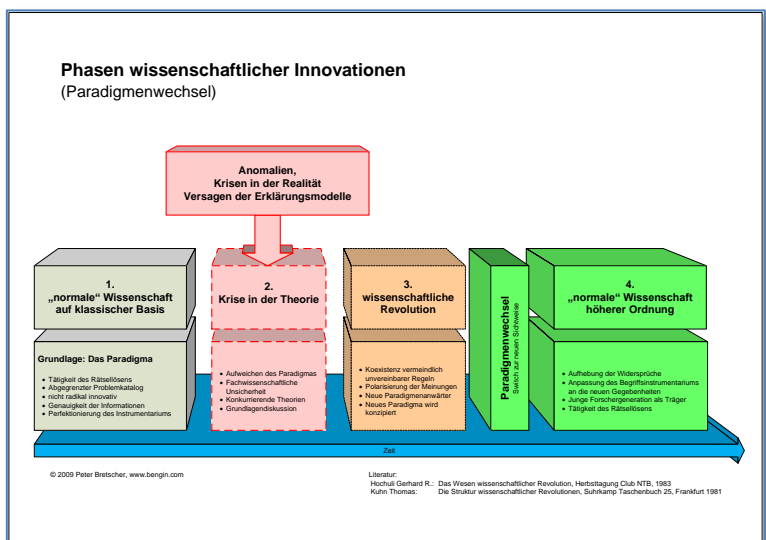 Phasen wissenschaftlicher Innovationen
(Paradigmenwechsel)
Anomalien,
Krisen in der Realität
Versagen der Erklärungsmodelle
1.
„normale“ Wissenschaft
auf klassischer Basis
Grundlage: Das Paradigma
• Tätigkeit des Rätsellösens
• Abgegrenzter Problemkatalog
• nicht radikal innovativ
• Genauigkeit der Informationen
• Perfektionierung des Instrumentariums
2.
Krise in der Theorie
• Aufweichen des Paradigmas
• Fachwissenschaftliche
Unsicherheit
• Konkurrierende Theorien
• Grundlagendiskussion
3.
wissenschaftliche
Revolution
• Koexistenz vermeindlich
unvereinbarer Regeln
• Polarisierung der Meinungen
• Neue Paradigmenanwärter
• Neues Paradigma wird
konzipiert
Paradigmenwechsel
Switch zur neuen Sichtweise
4.
„normale“ Wissenschaft
höherer Ordnung
• Aufhebung der Widersprüche
• Anpassung des Begriffsinstrumentariums
an die neuen Gegebenheiten
• Junge Forschergeneration als Träger
• Tätigkeit des Rätsellösens
Zeit
© 2009 Peter Bretscher, www.bengin.com
Literatur:
Hochuli Gerhard R.: Das Wesen wissenschaftlicher Revolution, Herbsttagung Club NTB, 1983
Kuhn Thomas: Die Struktur wissenschaftlicher Revolutionen, Suhrkamp Taschenbuch 25, Frankfurt 1981